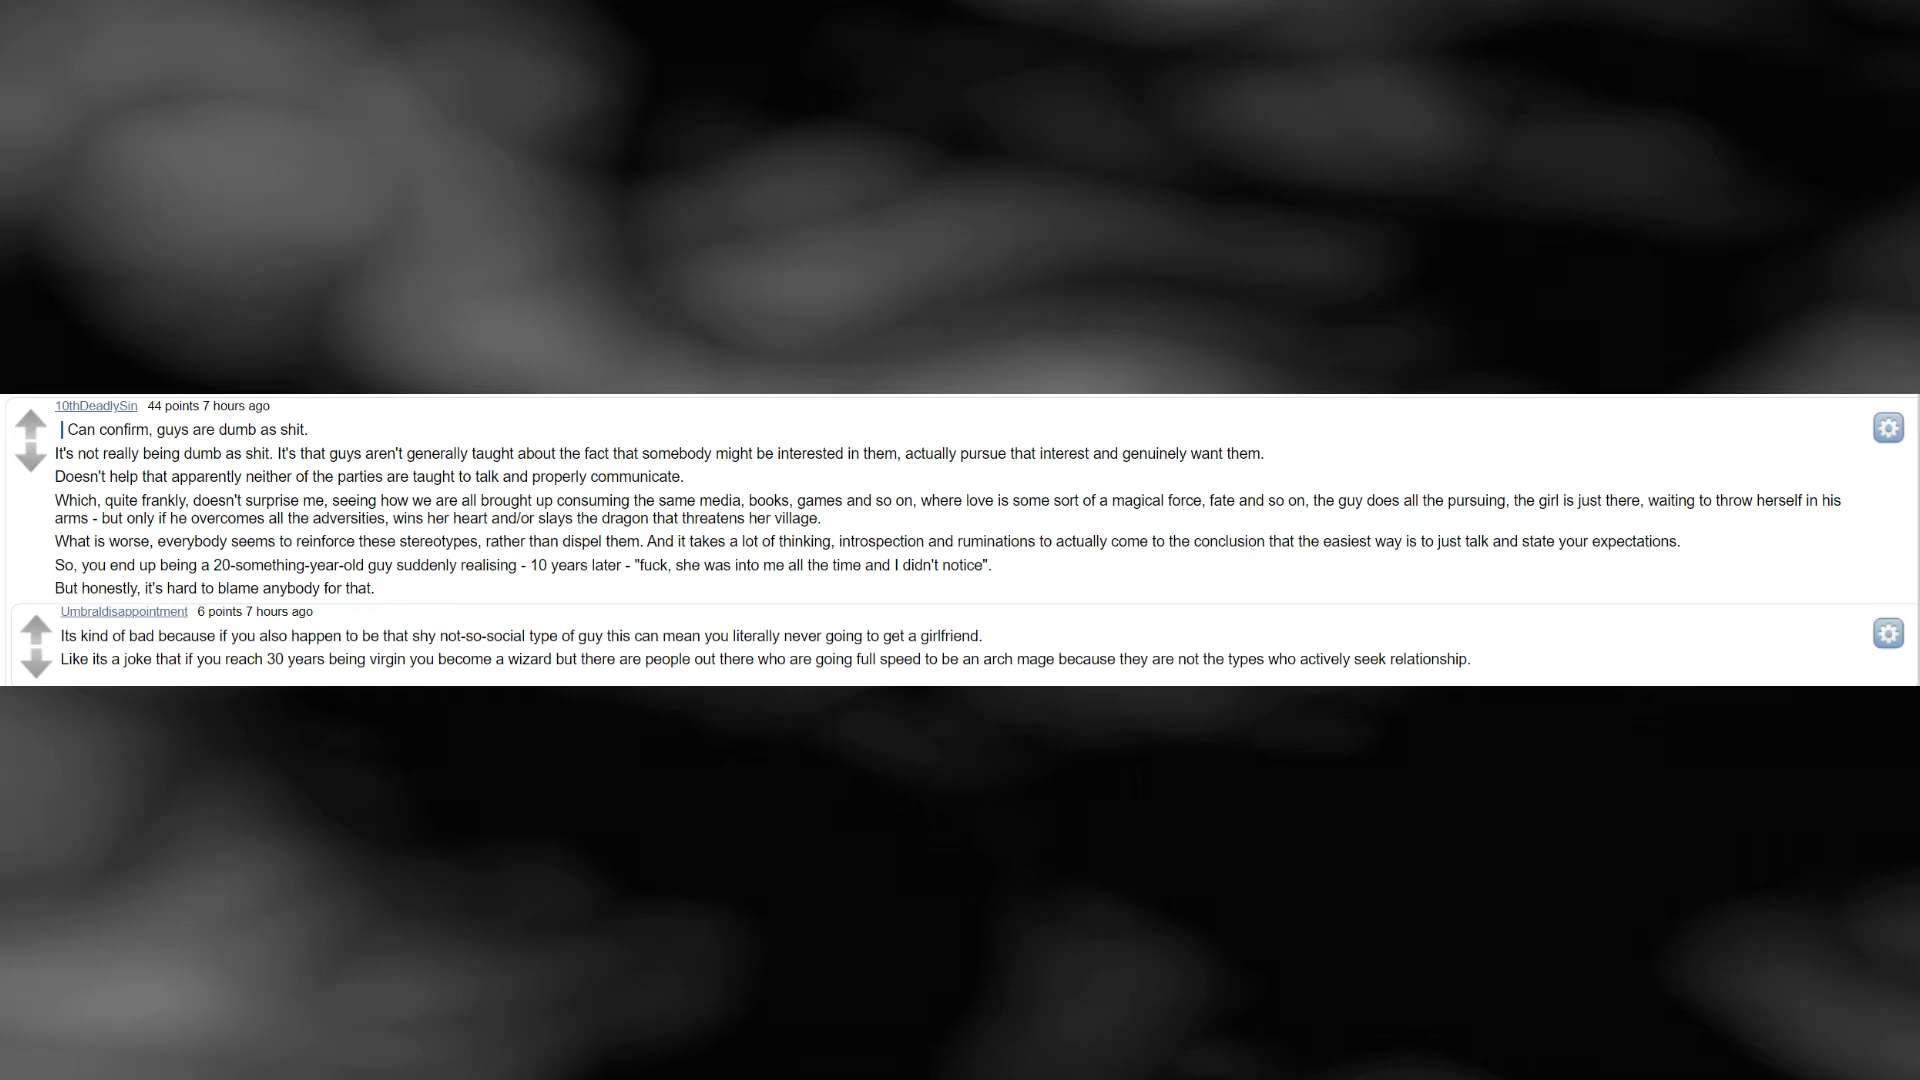 10thDeadlySin 44 points 7 hours ago
Can confirm, guys are dumb as shit.
It's not really being dumb as shit. It's that guys aren't generally taught about the fact that somebody might be interested in them, actually pursue that interest and genuinely want them.
Doesn't help that apparently neither of the parties are taught to talk and properly communicate.
Which, quite frankly, doesn't surprise me, seeing how we are all brought up consuming the same media, books, games and so on, where love is some sort of a magical force, fate and so on, the guy does all the pursuing, the girl is just there, waiting to throw herself in his
arms - but only if he overcomes all the adversities, wins her heart and/or slays the dragon that threatens her village.
What is worse, everybody seems to reinforce these stereotypes, rather than dispel them. And it takes a lot of thinking, introspection and ruminations to actually come to the conclusion that the easiest way is to just talk and state your expectations.
So, you end up being a 20-something-year-old guy suddenly realising - 10 years later - "fuck, she was into me all the time and I didn't notice".
But honestly, it's hard to blame anybody for that.
Umbraldisappointment 6 points 7 hours ago
Its kind of bad because if you also happen to be that shy not-so-social type of guy this can mean you literally never going to get a girlfriend.
Like its a joke that if you reach 30 years being virgin you become a wizard but there are people out there who are going full speed to be an arch mage because they are not the types who actively seek relationship.